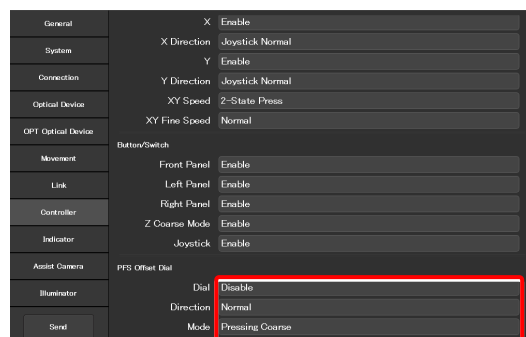 General
System
Connection
Optical Device
OPT Optical Device
Movement
Link
Controller
Indicator
Assist Camera
Illuminator
Send
X Enable
X Direction Joystick Normal
Y Enable
Y Direction Joystick Normal
XY Speed 2-State Press
XY Fine Speed Normal
Button/Switch
Front Panel Enable
Left Panel Enable
Right Panel Enable
Z Coarse Mode Enable
Joystick Enable
PFS Offset Dial
Dial Disable
Direction Normal
Mode Pressing Coarse